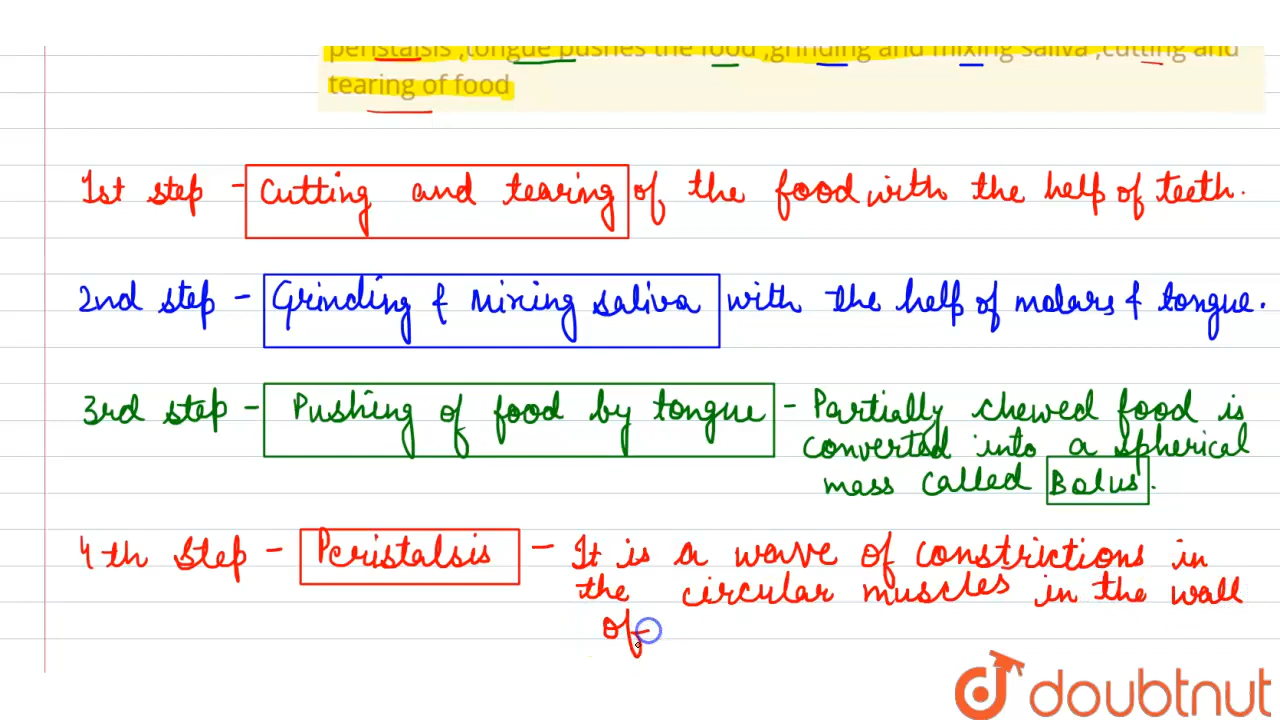 peristalsis ,tongue pushes the food ,grinding and mixing saliva ,cutting and
tearing of food
1st step - Cutting and tearing of the food with the help of teeth.
2nd step - Grinding & Mixing saliva with the help of molars & tongue.
3rd step - Pushing of food by tongue - Partially chewed food is
converted into a spherical
mass called Bolus.
4th step - Peristalsis - It is a wave of constrictions in
the circular muscles in the wall
of
doubtnut